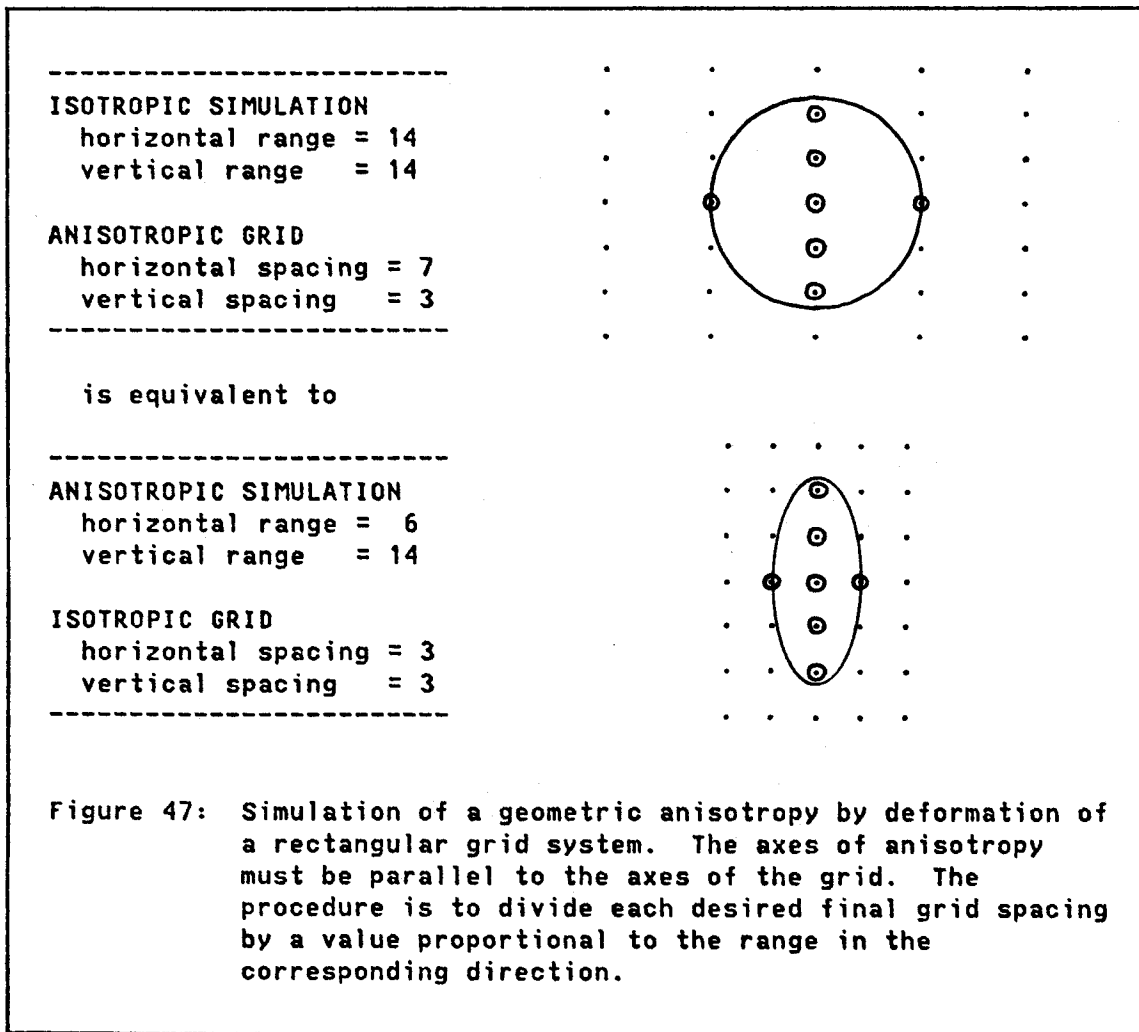 ISOTROPIC SIMULATION
horizontal range = 14
vertical range = 14
ANISOTROPIC GRID
horizontal spacing = 7
vertical spacing = 3
is equivalent to
ANISOTROPIC SIMULATION
horizontal range = 6
vertical range = 14
ISOTROPIC GRID
horizontal spacing = 3
vertical spacing = 3
Figure 47: Simulation of a geometric anisotropy by deformation of
a rectangular grid system. The axes of anisotropy
must be parallel to the axes of the grid. The
procedure is to divide each desired final grid spacing
by a value proportional to the range in the
corresponding direction.